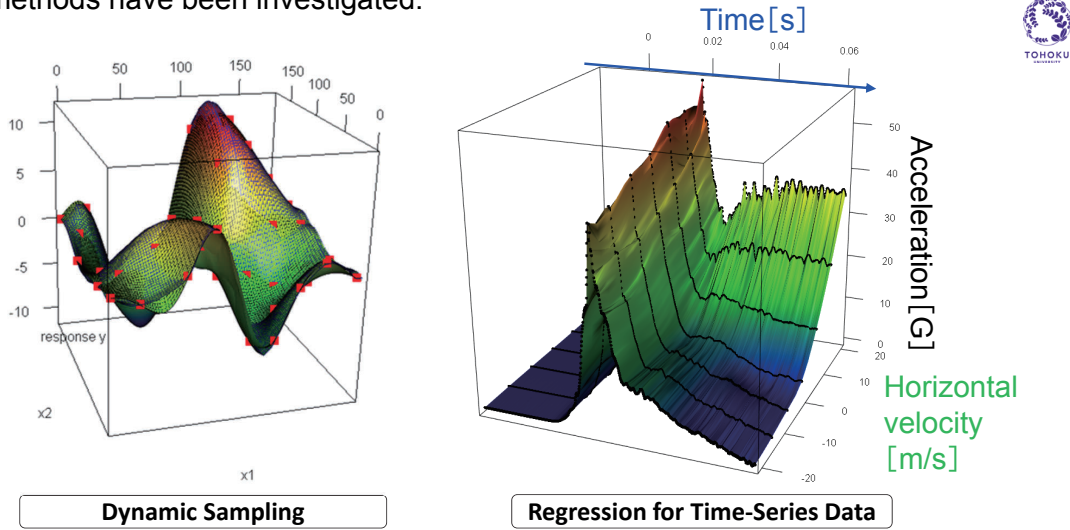 methods have been investigated.
TOHOKU
UNIVERSITY
0
50
100
150
150
100
50
0
10
5
0
-5
-10
response y
x2
x1
Dynamic Sampling
Time[s]
0
0.02
0.04
0.06
50
40
30
20
10
0
Acceleration[G]
20
10
0
-10
-20
Horizontal
velocity
[m/s]
Regression for Time-Series Data